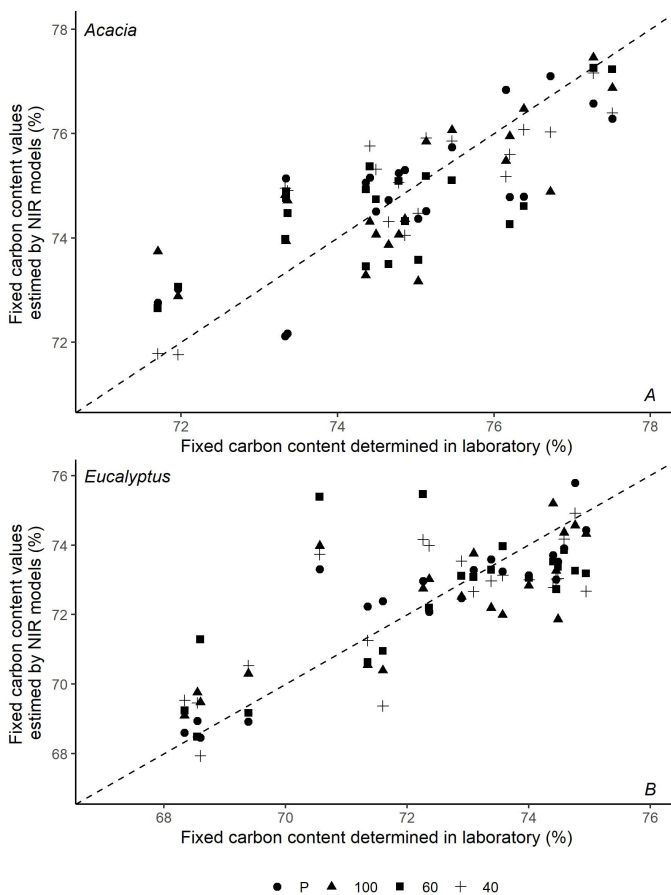 Acacia
78
76
74
72
Fixed carbon content values
estimed by NIR models (%)
A
72 74 76 78
Fixed carbon content determined in laboratory (%)
Eucalyptus
76
74
72
70
68
Fixed carbon content values
estimed by NIR models (%)
B
68 70 72 74 76
Fixed carbon content determined in laboratory (%)
P 100 60 40